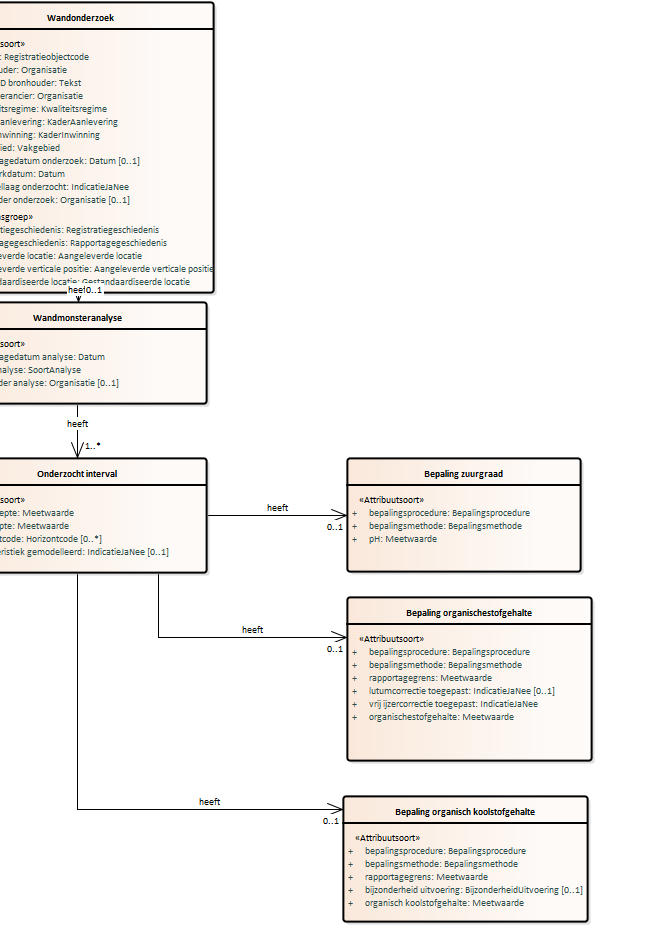 Wandonderzoek
soort»
: Registratieobjectcode
uder: Organisatie
D bronhouder: Tekst
erancier: Organisatie
itsregime: Kwaliteitsregime
anlevering: KaderAanlevering
nwinning: KaderInwinning
ied: Vakgebied
agedatum onderzoek: Datum [0..1]
rkdatum: Datum
ellaag onderzocht: IndicatieJaNee
der onderzoek: Organisatie [0..1]
nsgroep»
tiegeschiedenis: Registratiegeschiedenis
agegeschiedenis: Rapportagegeschiedenis
everde locatie: Aangeleverde locatie
everde verticale positie: Aangeleverde verticale positie
daardiseerde locatie: Gestandaardiseerde locatie
heeft
0..1
Wandmonsteranalyse
soort»
agedatum analyse: Datum
nalyse: SoortAnalyse
der analyse: Organisatie [0..1]
heeft
1..*
Onderzocht interval
soort»
epte: Meetwaarde
pte: Meetwaarde
tcode: Horizontcode [0..*]
eristiek gemodelleerd: IndicatieJaNee [0..1]
heeft
0..1
Bepaling zuurgraad
«Attribuutsoort»
+ bepalingsprocedure: Bepalingsprocedure
+ bepalingsmethode: Bepalingsmethode
+ pH: Meetwaarde
heeft
0..1
Bepaling organischestofgehalte
«Attribuutsoort»
+ bepalingsprocedure: Bepalingsprocedure
+ bepalingsmethode: Bepalingsmethode
+ rapportagegrens: Meetwaarde
+ lutumcorrectie toegepast: IndicatieJaNee [0..1]
+ vrij ijzercorrectie toegepast: IndicatieJaNee
+ organischestofgehalte: Meetwaarde
heeft
0..1
Bepaling organisch koolstofgehalte
«Attribuutsoort»
+ bepalingsprocedure: Bepalingsprocedure
+ bepalingsmethode: Bepalingsmethode
+ rapportagegrens: Meetwaarde
+ bijzonderheid uitvoering: BijzonderheidUitvoering [0..1]
+ organisch koolstofgehalte: Meetwaarde